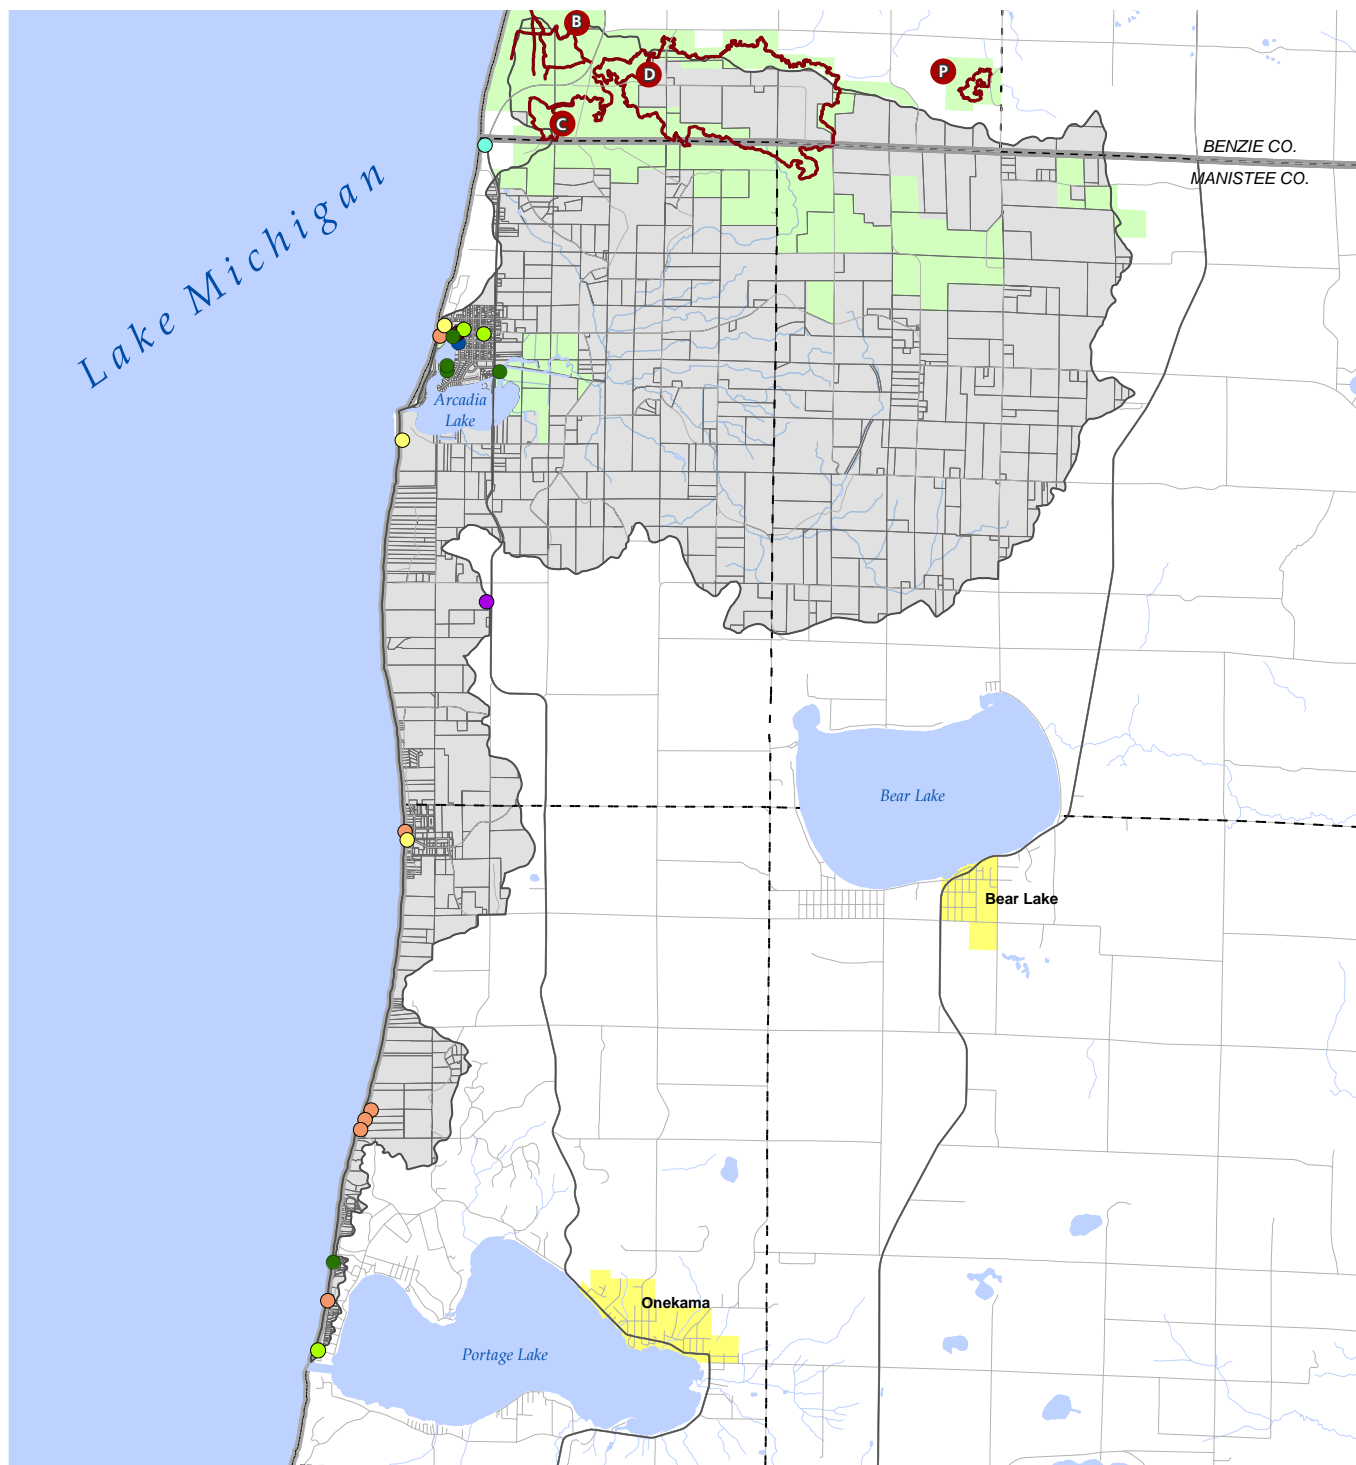 B
D
P
C
BENZIE CO.
MANISTEE CO.
Lake Michigan
Arcadia
Lake
Bear Lake
Bear Lake
Onekama
Portage Lake